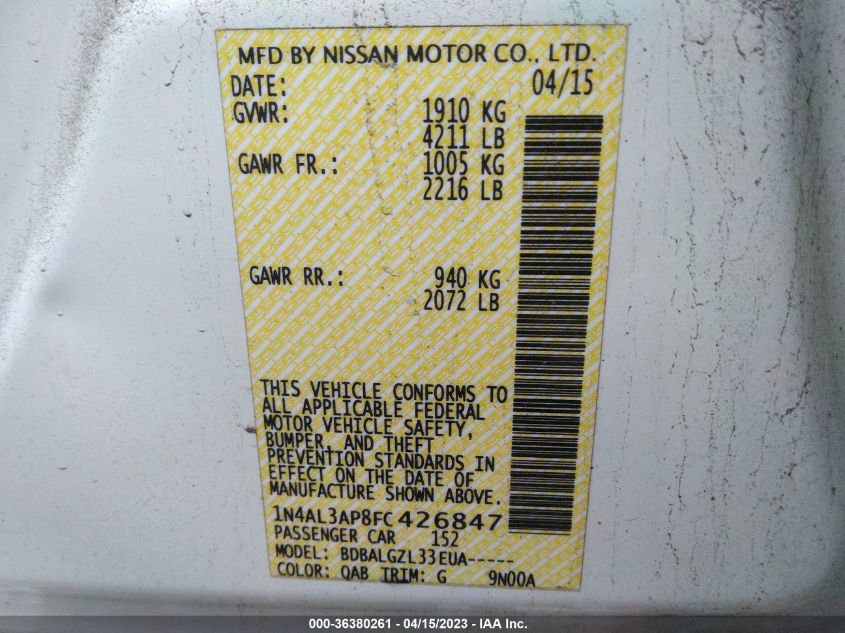 MFD BY NISSAN MOTOR CO., LTD.
DATE: 04/15
GVWR: 1910 KG
4211 LB
GAWR FR.: 1005 KG
2216 LB
GAWR RR.: 940 KG
2072 LB
THIS VEHICLE CONFORMS TO
ALL APPLICABLE FEDERAL
MOTOR VEHICLE SAFETY,
BUMPER, AND THEFT
PREVENTION STANDARDS IN
EFFECT ON THE DATE OF
MANUFACTURE SHOWN ABOVE.
1N4AL3AP8FC426847
PASSENGER CAR 152
MODEL: BDBALGZL33EUA-----
COLOR: QAB TRIM: G 9N00A
000-36380261 - 04/15/2023 - IAA Inc.